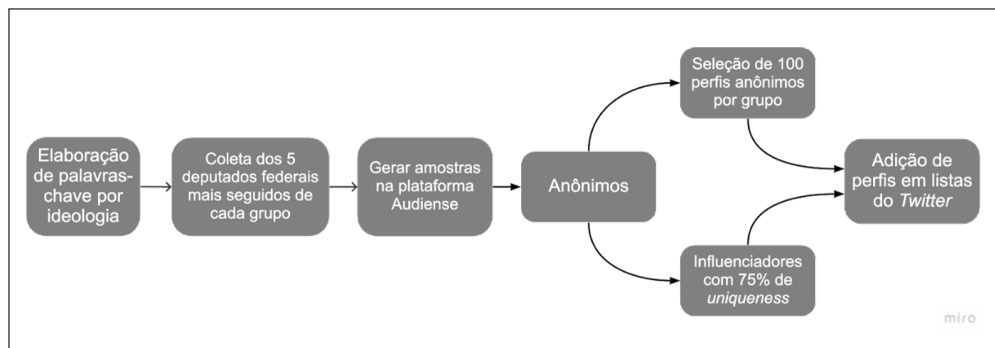 Elaboração
de palavras-
chave por
ideologia
Coleta dos 5
deputados federais
mais seguidos de
cada grupo
Gerar amostras
na plataforma
Audiense
Anônimos
Seleção de 100
perfis anônimos
por grupo
Influenciadores
com 75% de
uniqueness
Adição de
perfis em listas
do Twitter
miro